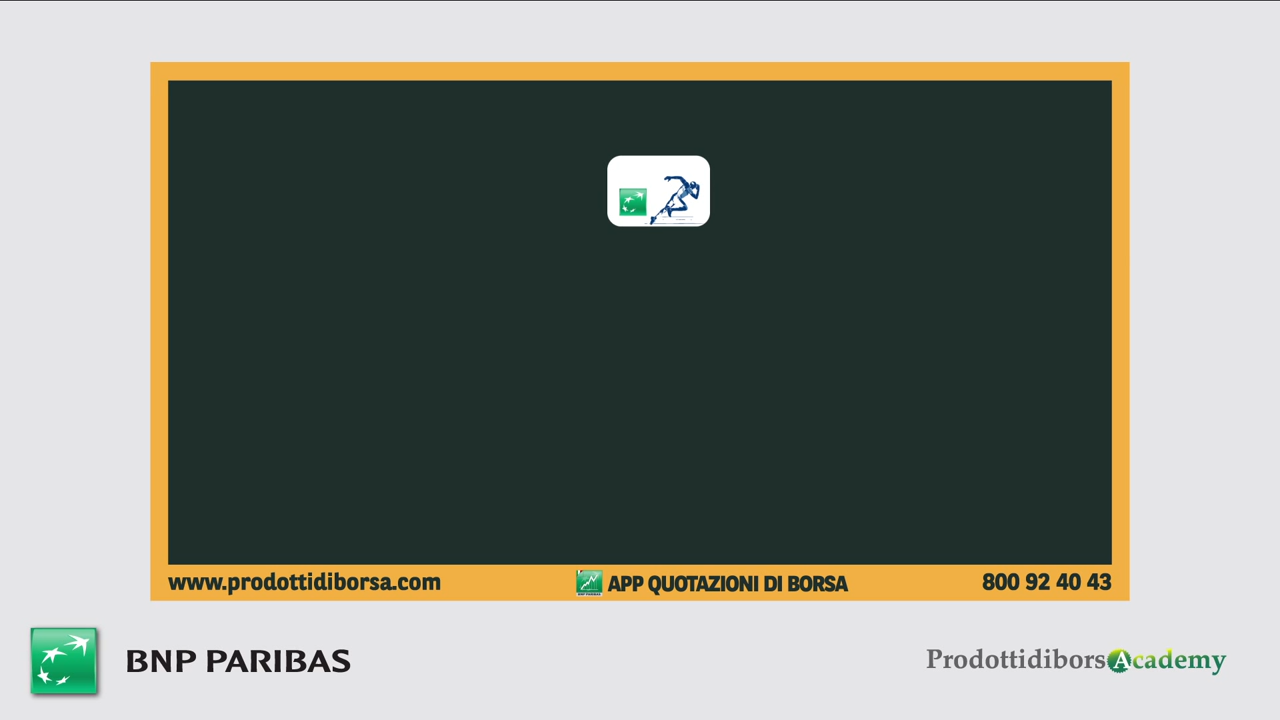 www.prodottidiborsa.com
APP QUOTAZIONI DI BORSA
800 92 40 43
BNP PARIBAS
ProdottidiborsAcademy